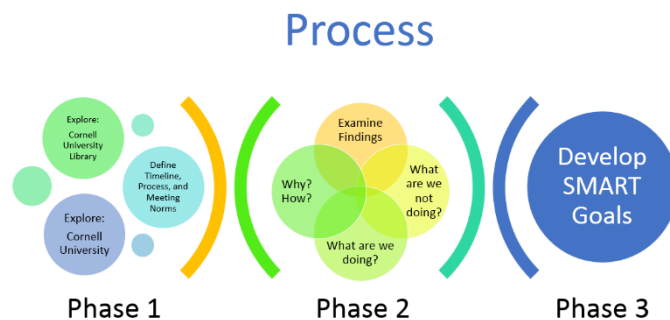 Process
Explore:
Cornell
University
Library
Define
Timeline,
Process, and
Meeting
Norms
Explore:
Cornell
University
Phase 1
Examine
Findings
Why?
How?
What
are we
not
doing?
What are we
doing?
Phase 2
Develop
SMART
Goals
Phase 3